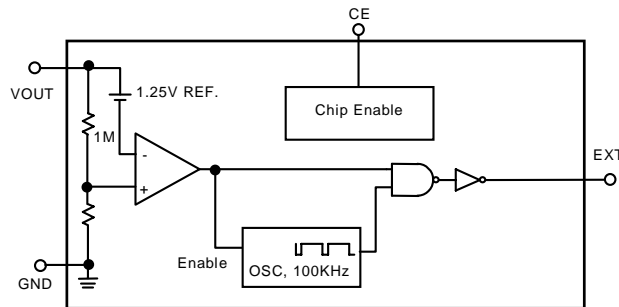 CE
VOUT
1.25V REF.
Chip Enable
1M
-
+
EXT
Enable
OSC, 100KHz
GND